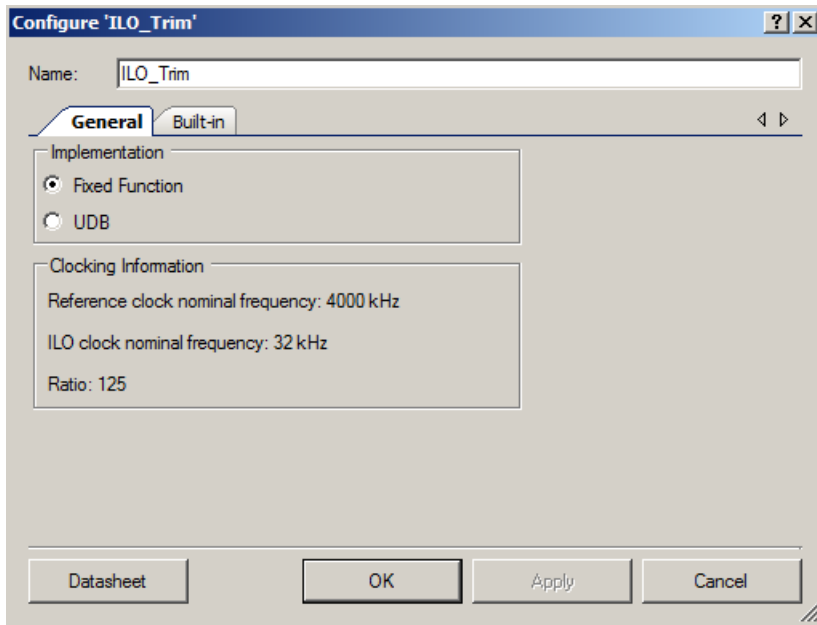 Configure 'ILO_Trim'
Name: ILO_Trim
General Built-in
Implementation
Fixed Function
UDB
Clocking Information
Reference clock nominal frequency: 4000 kHz
ILO clock nominal frequency: 32 kHz
Ratio: 125
Datasheet OK Apply Cancel